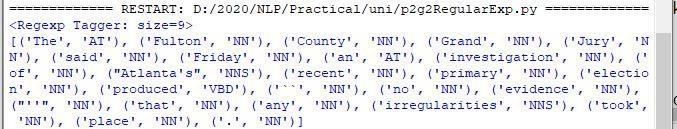 ============= RESTART: D:/2020/NLP/Practical/uni/p2g2RegularExp.py =============
<Regexp Tagger: size=9>
[('The', 'AT'), ('Fulton', 'NN'), ('County', 'NN'), ('Grand', 'NN'), ('Jury', 'N
N'), ('said', 'NN'), ('Friday', 'NN'), ('an', 'AT'), ('investigation', 'NN'), ('
of', 'NN'), ("Atlanta's", 'NNS'), ('recent', 'NN'), ('primary', 'NN'), ('electio
n', 'NN'), ('produced', 'VBD'), ('``', 'NN'), ('no', 'NN'), ('evidence', 'NN'),
("''", 'NN'), ('that', 'NN'), ('any', 'NN'), ('irregularities', 'NNS'), ('took',
'NN'), ('place', 'NN'), ('.', 'NN')]